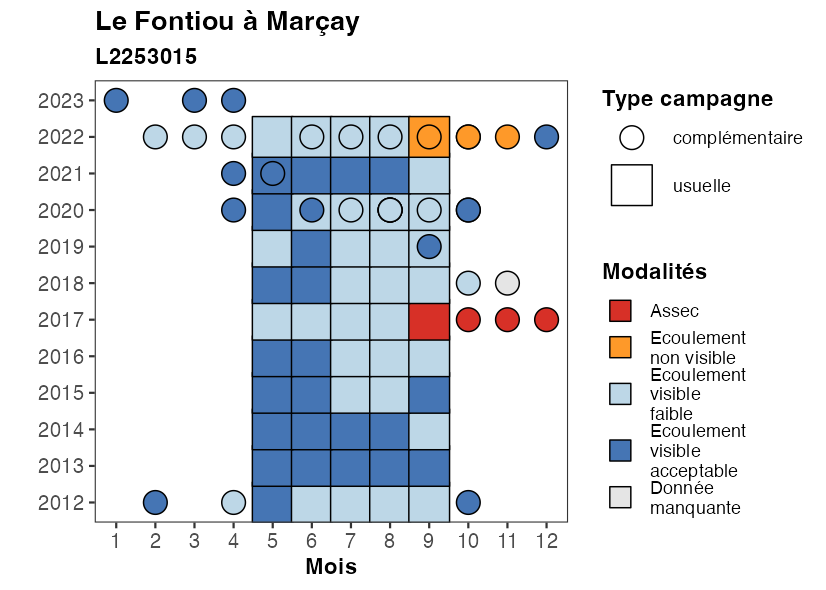 Le Fontiou à Marçay
L2253015
2023
2022
2021
2020
2019
2018
2017
2016
2015
2014
2013
2012
1 2 3 4 5 6 7 8 9 10 11 12
Mois
Type campagne
complémentaire
usuelle
Modalités
Assec
Ecoulement
non visible
Ecoulement
visible
faible
Ecoulement
visible
acceptable
Donnée
manquante